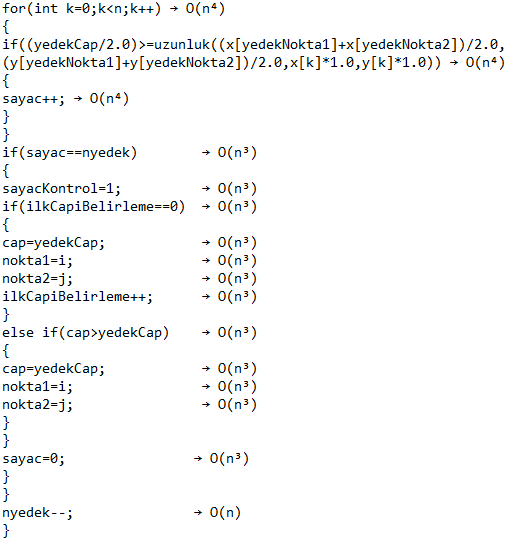 for(int k=0;k<n;k++) → O(n⁴)
{
if((yedekCap/2.0)>=uzunluk((x[yedekNokta1]+x[yedekNokta2])/2.0,
(y[yedekNokta1]+y[yedekNokta2])/2.0,x[k]*1.0,y[k]*1.0)) → O(n⁴)
{
sayac++; → O(n⁴)
}
}
if(sayac==nyedek) → O(n³)
{
sayacKontrol=1; → O(n³)
if(ilkCapiBelirleme==0) → O(n³)
{
cap=yedekCap; → O(n³)
nokta1=i; → O(n³)
nokta2=j; → O(n³)
ilkCapiBelirleme++; → O(n³)
}
else if(cap>yedekCap) → O(n³)
{
cap=yedekCap; → O(n³)
nokta1=i; → O(n³)
nokta2=j; → O(n³)
}
}
sayac=0; → O(n³)
}
}
nyedek--; → O(n)
}